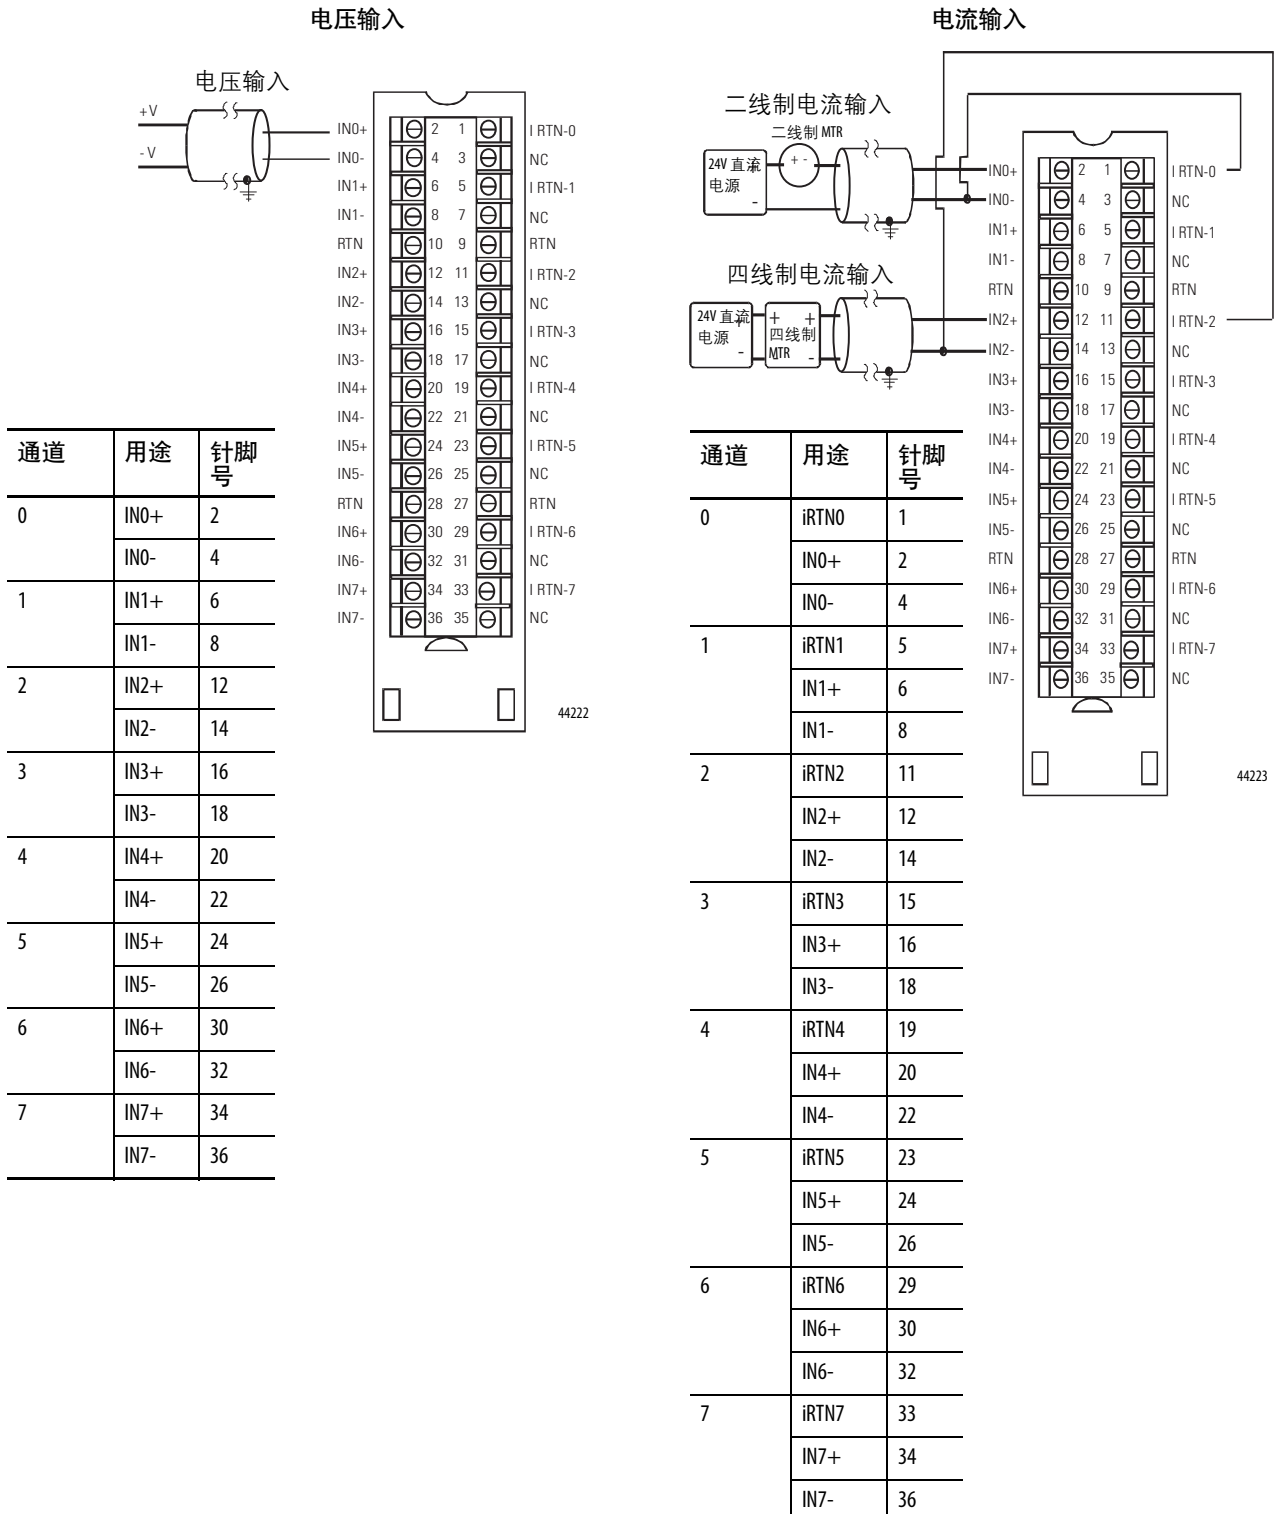 电压输入
电压输入
+V
- V
IN0+ 2 1 I RTN-0
IN0- 4 3 NC
IN1+ 6 5 I RTN-1
IN1- 8 7 NC
RTN 10 9 RTN
IN2+ 12 11 I RTN-2
IN2- 14 13 NC
IN3+ 16 15 I RTN-3
IN3- 18 17 NC
IN4+ 20 19 I RTN-4
IN4- 22 21 NC
IN5+ 24 23 I RTN-5
IN5- 26 25 NC
RTN 28 27 RTN
IN6+ 30 29 I RTN-6
IN6- 32 31 NC
IN7+ 34 33 I RTN-7
IN7- 36 35 NC
44222
通道 用途 针脚
号
0 IN0+ 2
IN0- 4
1 IN1+ 6
IN1- 8
2 IN2+ 12
IN2- 14
3 IN3+ 16
IN3- 18
4 IN4+ 20
IN4- 22
5 IN5+ 24
IN5- 26
6 IN6+ 30
IN6- 32
7 IN7+ 34
IN7- 36
电流输入
二线制电流输入
二线制 MTR
24V 直流 +
电源
-
+ -
四线制电流输入
24V 直流 +
电源
-
+ +
四线制
MTR
- -
IN0+ 2 1 I RTN-0
IN0- 4 3 NC
IN1+ 6 5 I RTN-1
IN1- 8 7 NC
RTN 10 9 RTN
IN2+ 12 11 I RTN-2
IN2- 14 13 NC
IN3+ 16 15 I RTN-3
IN3- 18 17 NC
IN4+ 20 19 I RTN-4
IN4- 22 21 NC
IN5+ 24 23 I RTN-5
IN5- 26 25 NC
RTN 28 27 RTN
IN6+ 30 29 I RTN-6
IN6- 32 31 NC
IN7+ 34 33 I RTN-7
IN7- 36 35 NC
44223
通道 用途 针脚
号
0 iRTN0 1
IN0+ 2
IN0- 4
1 iRTN1 5
IN1+ 6
IN1- 8
2 iRTN2 11
IN2+ 12
IN2- 14
3 iRTN3 15
IN3+ 16
IN3- 18
4 iRTN4 19
IN4+ 20
IN4- 22
5 iRTN5 23
IN5+ 24
IN5- 26
6 iRTN6 29
IN6+ 30
IN6- 32
7 iRTN7 33
IN7+ 34
IN7- 36